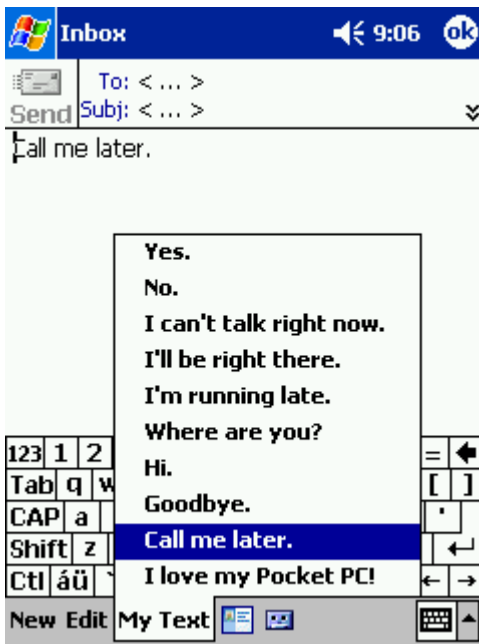 Inbox 9:06 ok
To: < ... >
Send Subj: < ... >
Call me later.
Yes.
No.
I can't talk right now.
I'll be right there.
I'm running late.
Where are you?
Hi.
Goodbye.
Call me later.
I love my Pocket PC!
123 1 2 =
Tab q w [ ]
CAP a '
Shift z
Ctl áü `
New Edit My Text